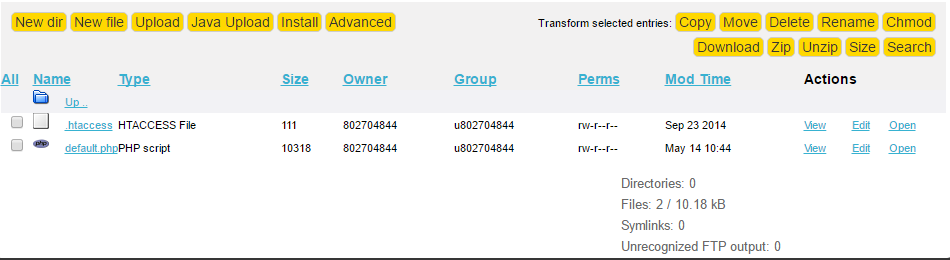 New dir New file Upload Java Upload Install Advanced Transform selected entries: Copy Move Delete Rename Chmod
Download Zip Unzip Size Search
All Name Type Size Owner Group Perms Mod Time Actions
Up ..
.htaccess HTACCESS File 111 802704844 u802704844 rw-r--r-- Sep 23 2014 View Edit Open
php default.php PHP script 10318 802704844 u802704844 rw-r--r-- May 14 10:44 View Edit Open
Directories: 0
Files: 2 / 10.18 kB
Symlinks: 0
Unrecognized FTP output: 0